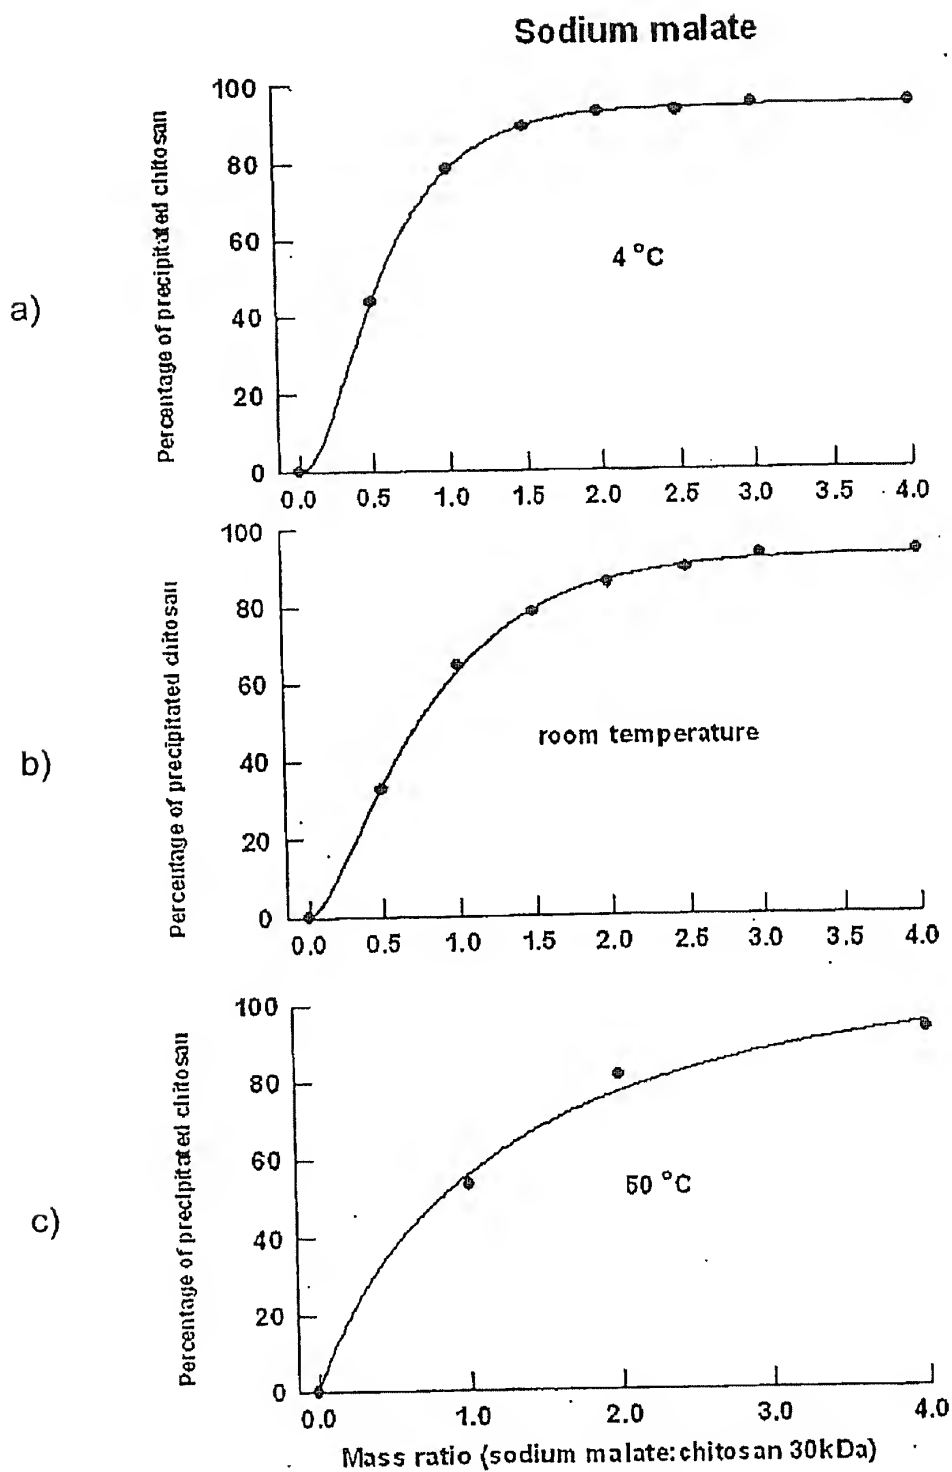 Sodium malate
a)
Percentage of precipitated chitosan
100
80
60
40
20
0
4 °C
0.0 0.5 1.0 1.5 2.0 2.5 3.0 3.5 4.0
b)
Percentage of precipitated chitosan
100
80
60
40
20
0
room temperature
0.0 0.5 1.0 1.5 2.0 2.5 3.0 3.5 4.0
c)
Percentage of precipitated chitosan
100
80
60
40
20
0
50 °C
0.0 1.0 2.0 3.0 4.0
Mass ratio (sodium malate:chitosan 30kDa)